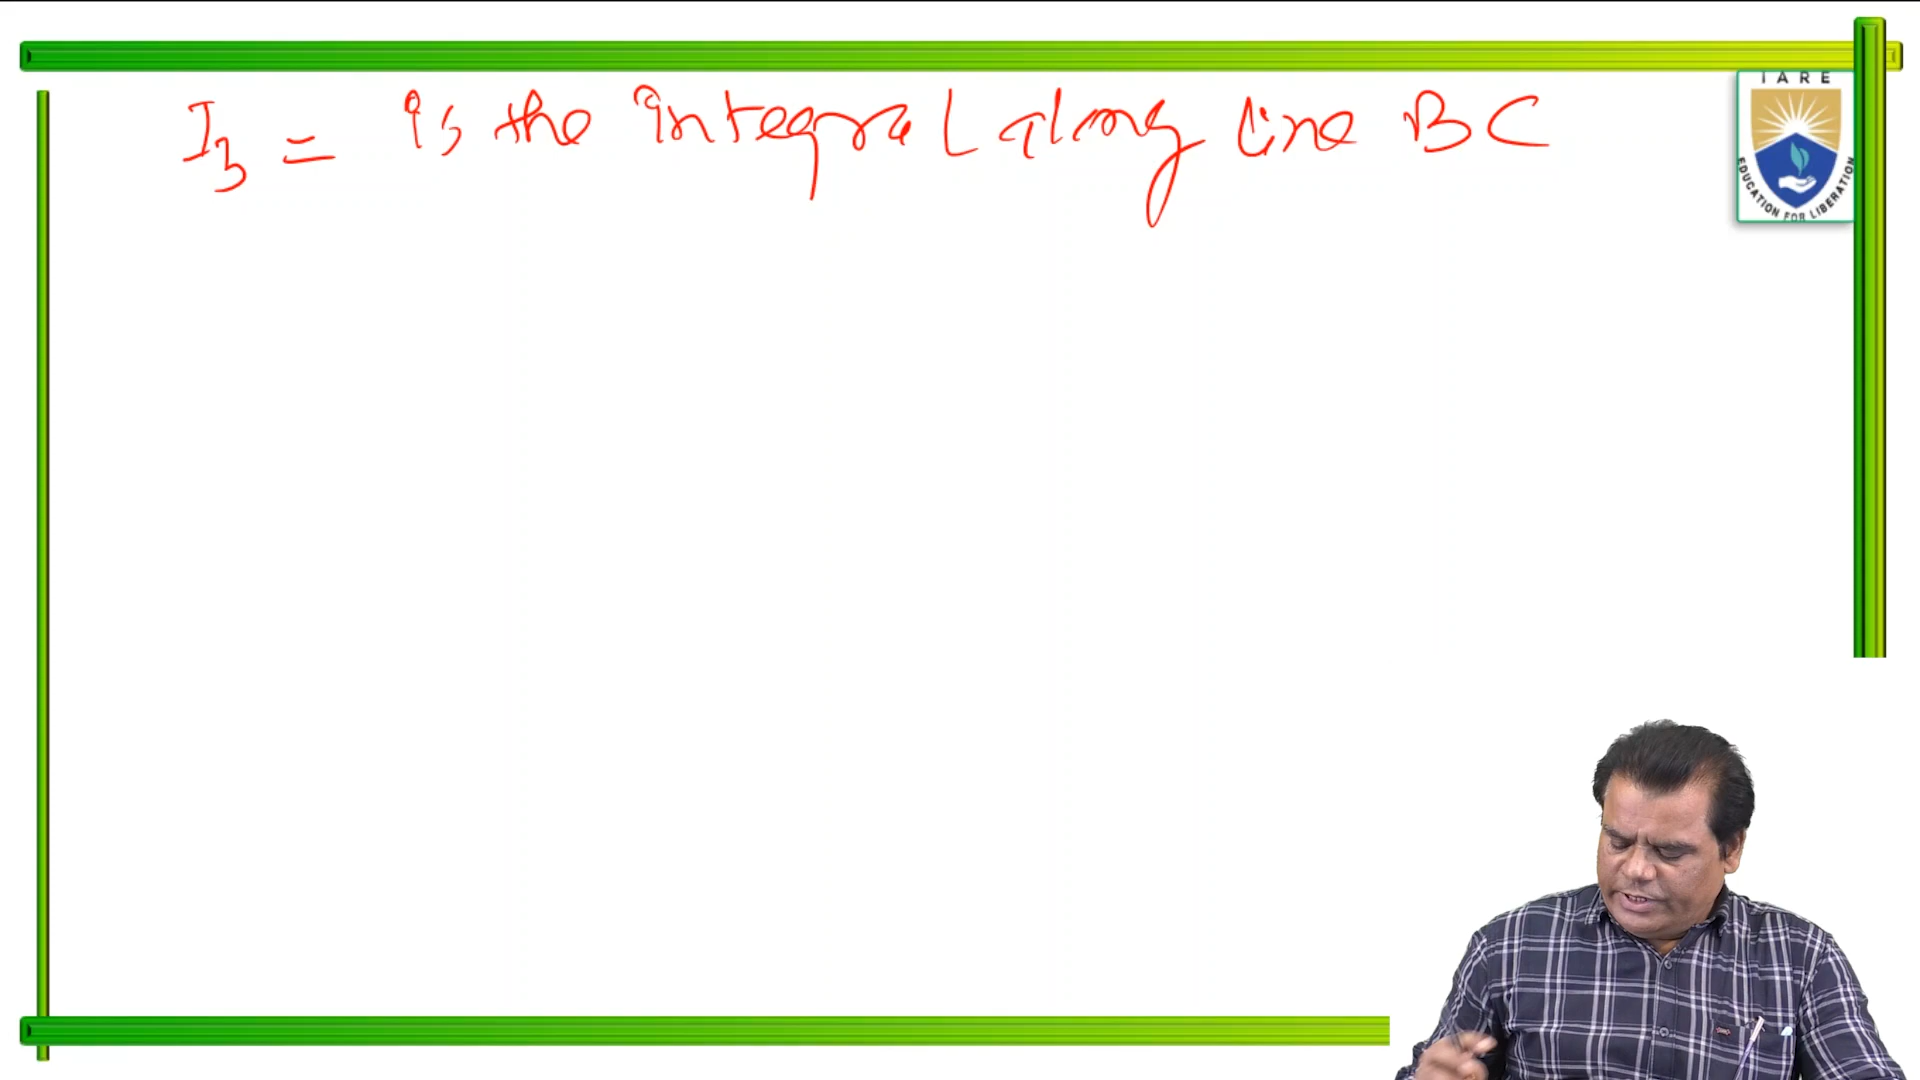 I3 = is the integral along line BC
IARE
EDUCATION FOR LIBERATION